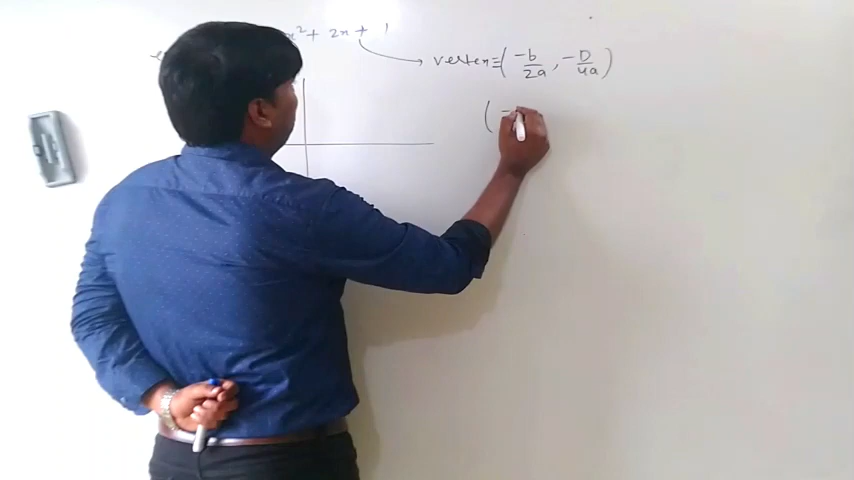 x² + 2x + 1
vertex ≡ (-b/2a, -D/4a)
(-